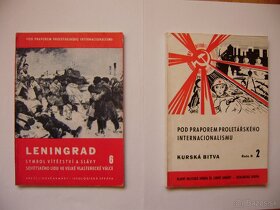 POD PRAPOREM PROLETÁŘSKÉHO INTERNACIONALISMU
LENINGRAD
SYMBOL VÍTĚZSTVÍ A SLÁVY 6
SOVĚTSKÉHO LIDU VE VELKÉ VLASTENECKÉ VÁLCE
POD PRAPOREM PROLETÁŘSKÉHO
INTERNACIONALISMU
KURSKÁ BITVA 2